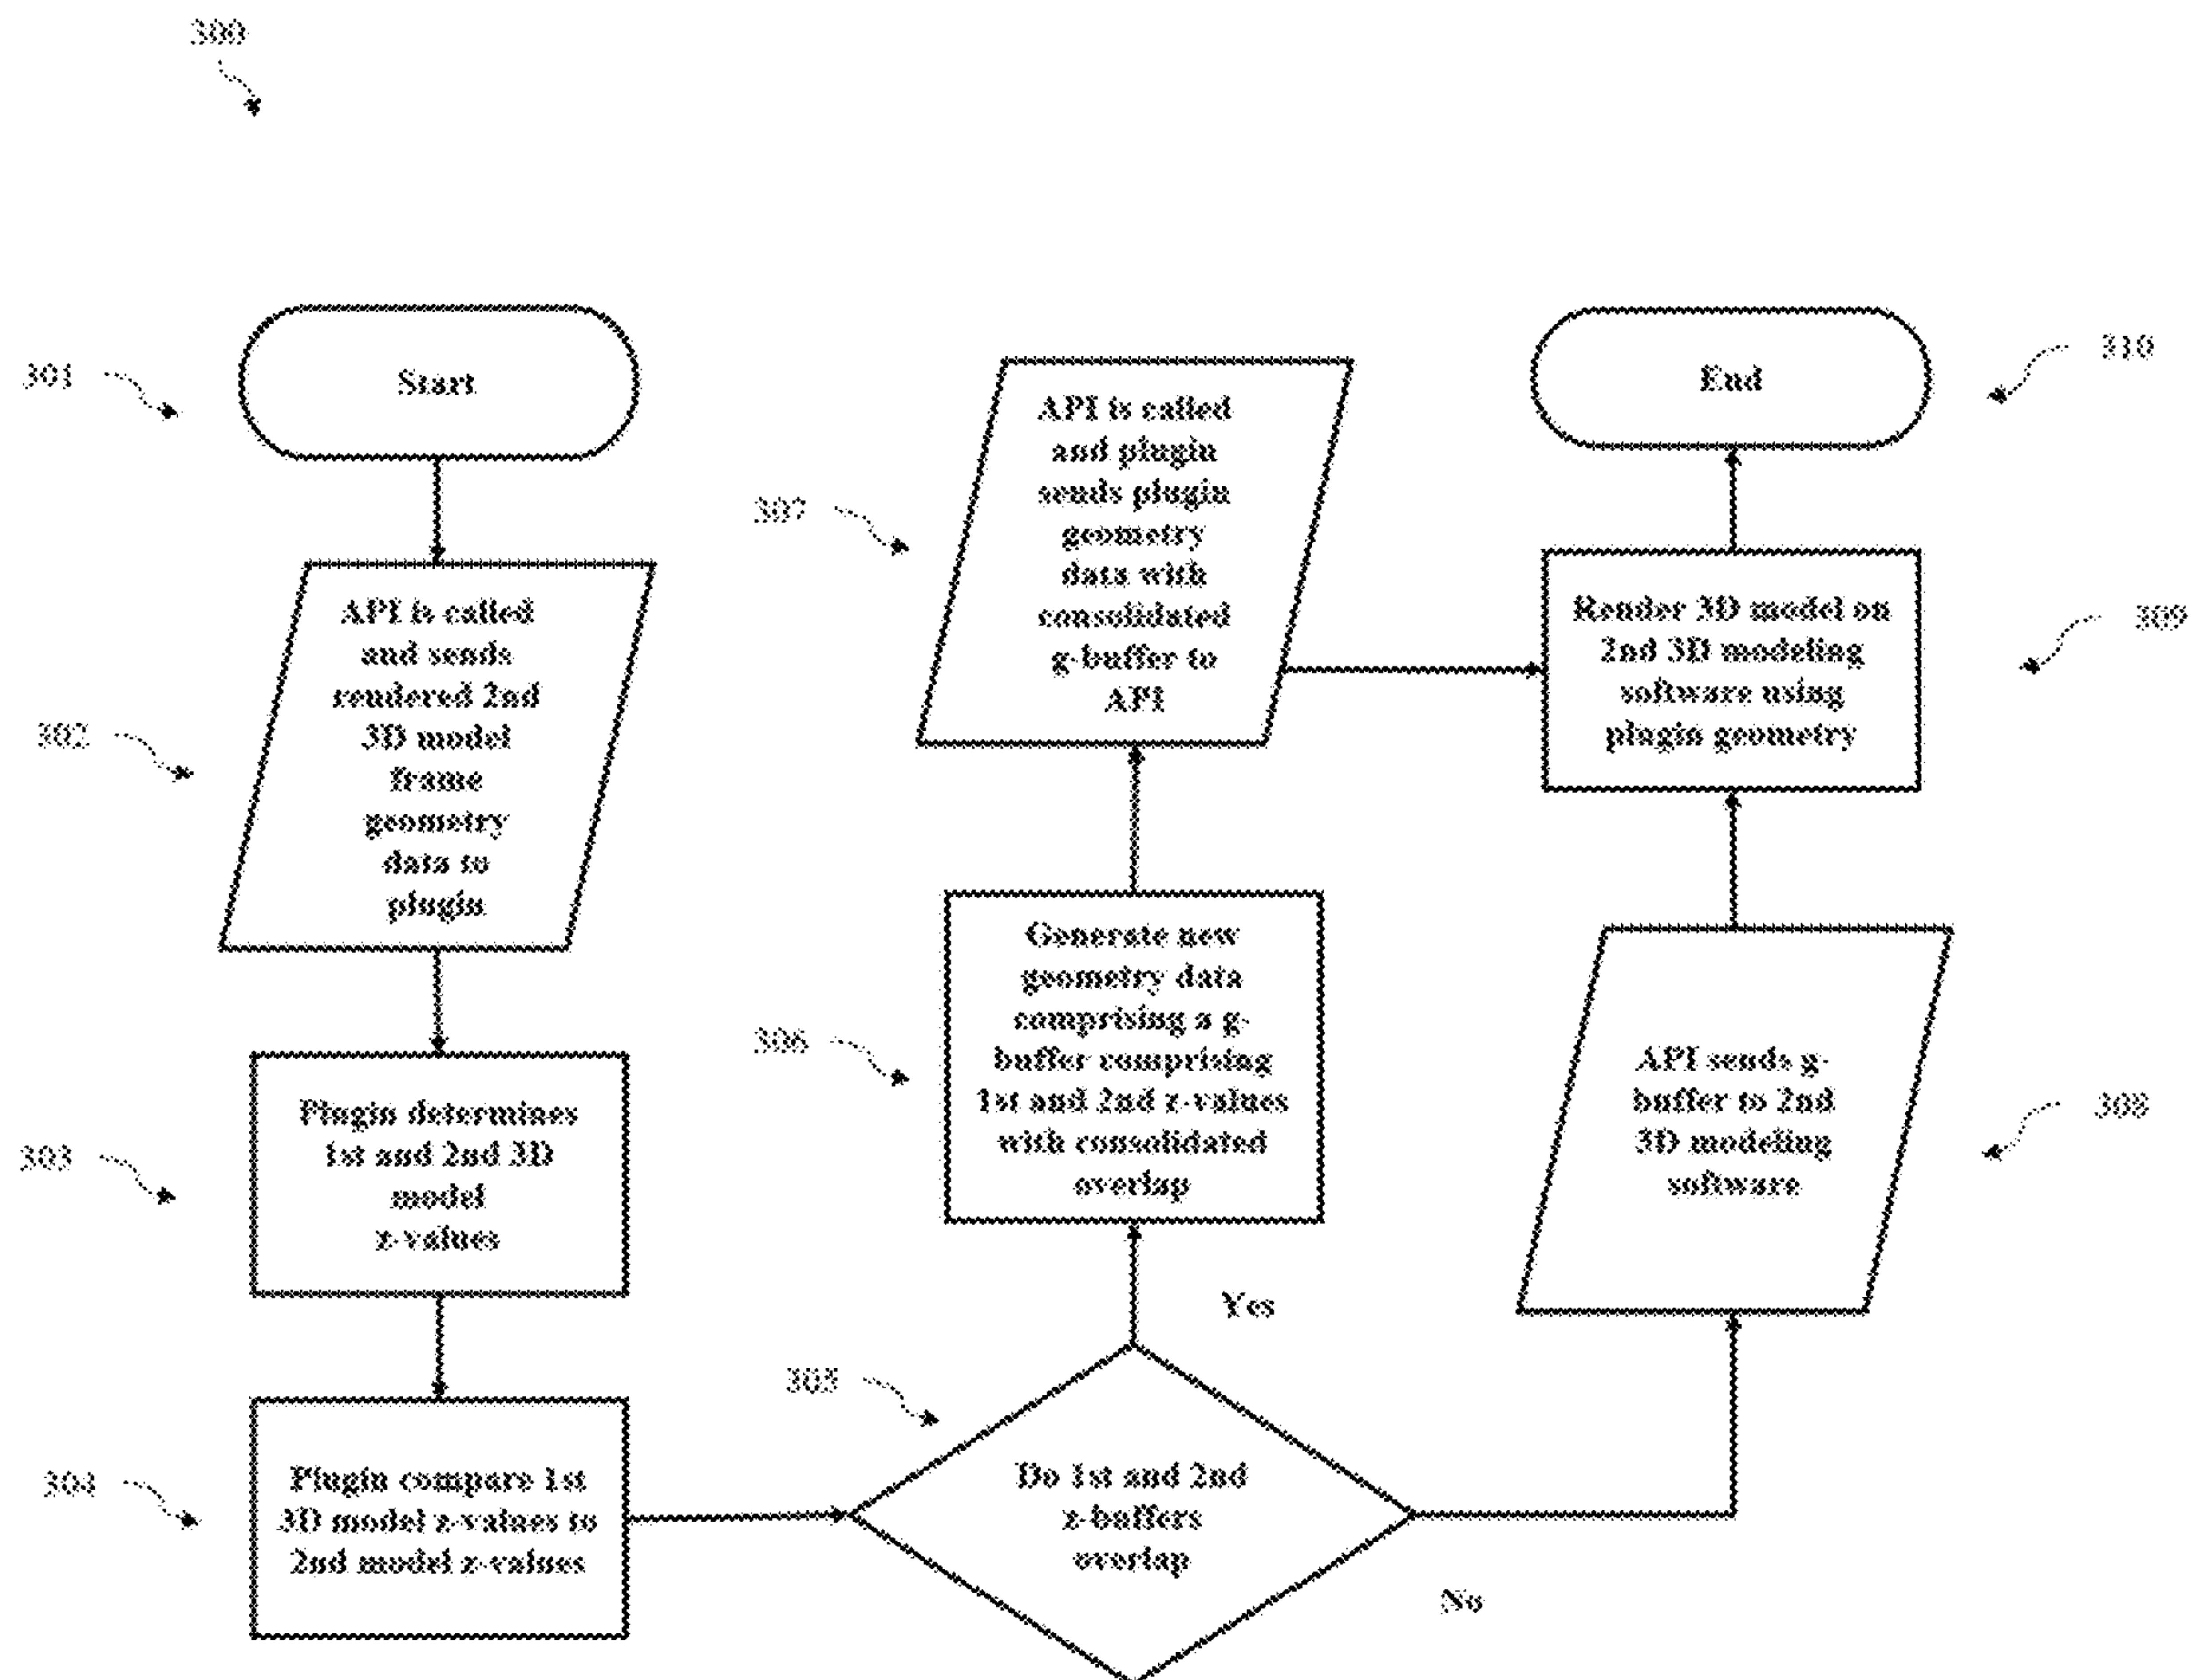 300
301
Start
302
API is called
and sends
rendered 2nd
3D model
frame
geometry
data to
plugin
303
Plugin determines
1st and 2nd 3D
model
z-values
304
Plugin compare 1st
3D model z-values to
2nd model z-values
305
Do 1st and 2nd
z-buffers
overlap
Yes
No
306
Generate new
geometry data
comprising a g-
buffer comprising
1st and 2nd z-values
with consolidated
overlap
307
API is called
and plugin
sends plugin
geometry
data with
consolidated
g-buffer to
API
308
API sends g-
buffer to 2nd
3D modeling
software
309
Render 3D model on
2nd 3D modeling
software using
plugin geometry
310
End